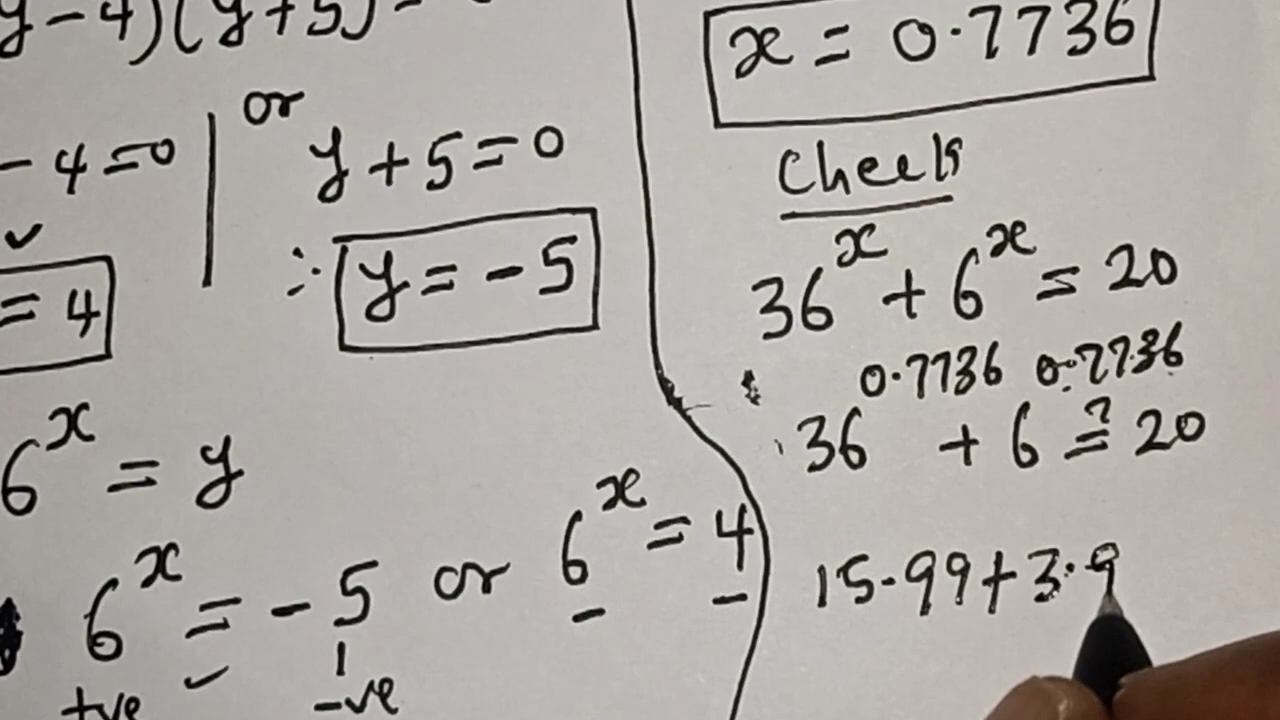 y-4)(y+5)=
-4=0 or y+5=0
=4 ∴ y=-5
6^x = y
6^x = -5 or 6^x = 4
+ve -ve
x = 0.7736
Check
36^x + 6^x = 20
36^0.7736 + 6^0.7736 ?= 20
15.99+3.9